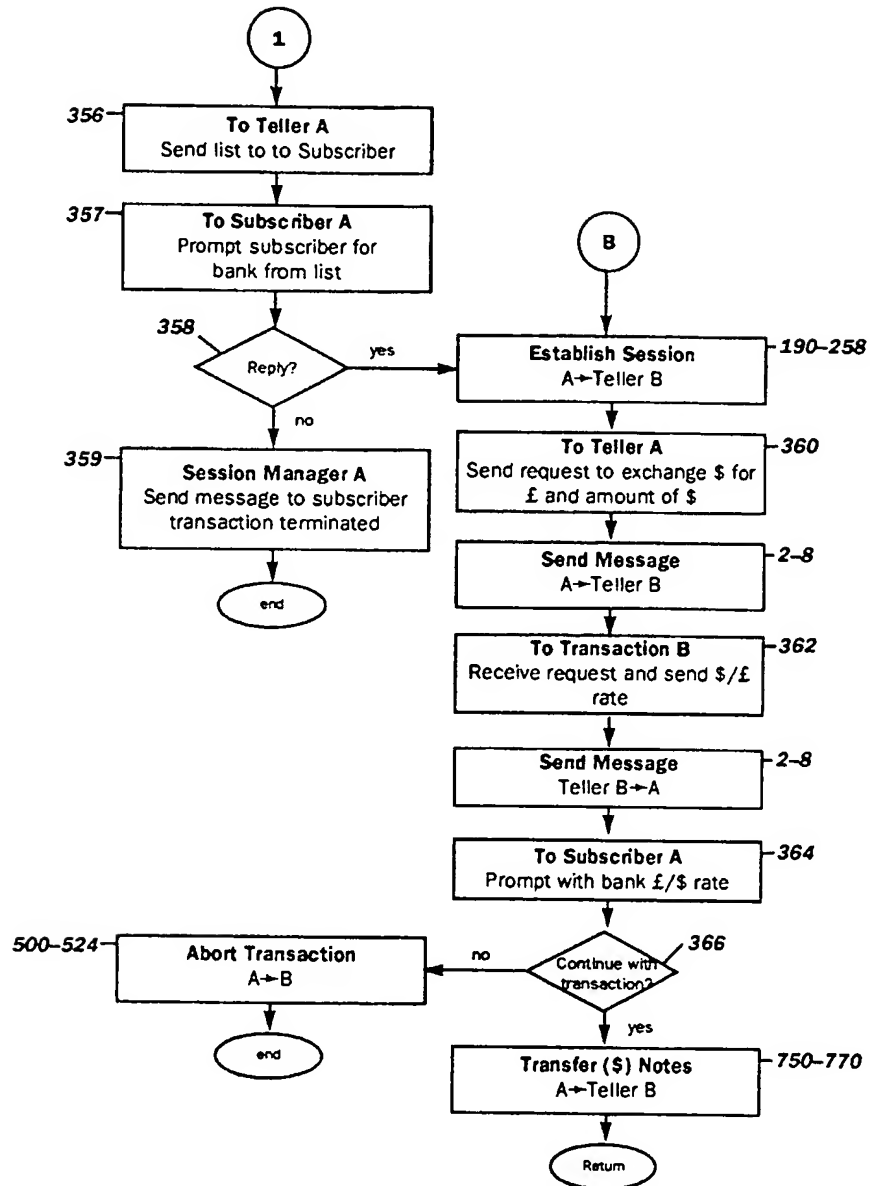 1
356
To Teller A
Send list to to Subscriber
357
To Subscriber A
Prompt subscriber for
bank from list
B
358
Reply?
yes
no
Establish Session
A→Teller B
190-258
359
Session Manager A
Send message to subscriber
transaction terminated
end
To Teller A
Send request to exchange $ for
£ and amount of $
360
Send Message
A→Teller B
2-8
To Transaction B
Receive request and send $/£
rate
362
Send Message
Teller B→A
2-8
To Subscriber A
Prompt with bank £/$ rate
364
500-524
Abort Transaction
A→B
end
no
Continue with
transaction?
366
yes
Transfer ($) Notes
A→Teller B
750-770
Return